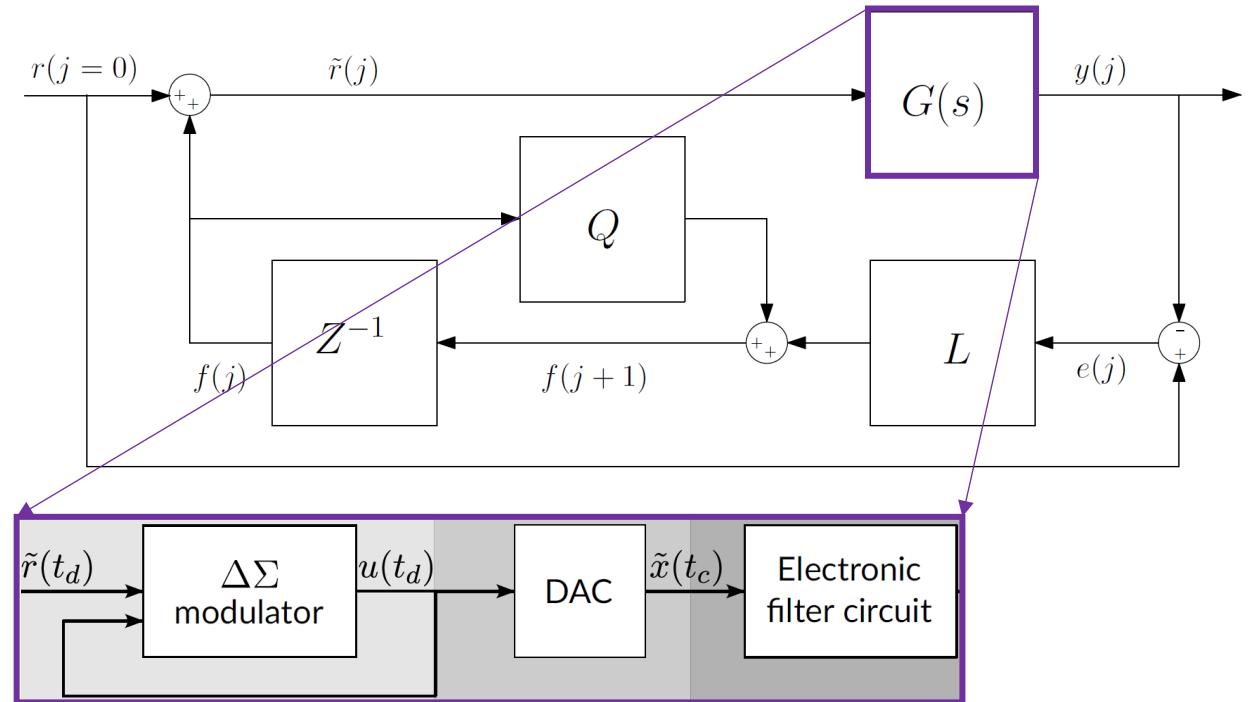 r(j = 0)
r̃(j)
y(j)
+
+
G(s)
Q
Z⁻¹
+
+
L
−
+
f(j)
f(j + 1)
e(j)
r̃(t_d)
ΔΣ
modulator
u(t_d)
DAC
x̃(t_c)
Electronic
filter circuit